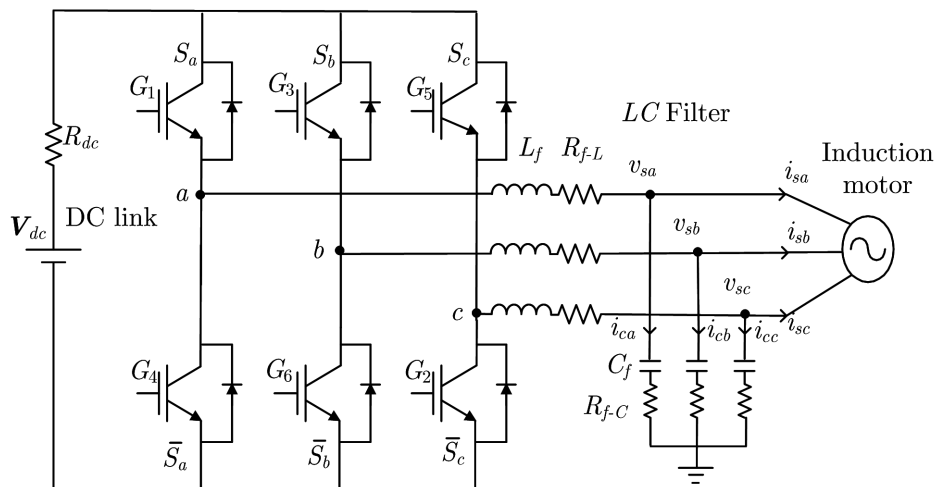 S_a
S_b
S_c
G_1
G_3
G_5
R_dc
LC Filter
L_f
R_f-L
v_sa
i_sa
Induction
motor
a
V_dc
DC link
b
v_sb
i_sb
v_sc
c
i_ca
i_cb
i_cc
i_sc
G_4
G_6
G_2
C_f
R_f-C
S̅_a
S̅_b
S̅_c